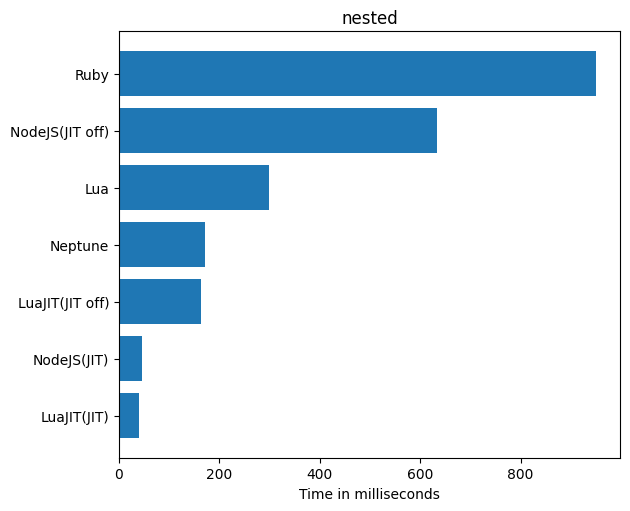 nested
Ruby
NodeJS(JIT off)
Lua
Neptune
LuaJIT(JIT off)
NodeJS(JIT)
LuaJIT(JIT)
0 200 400 600 800
Time in milliseconds